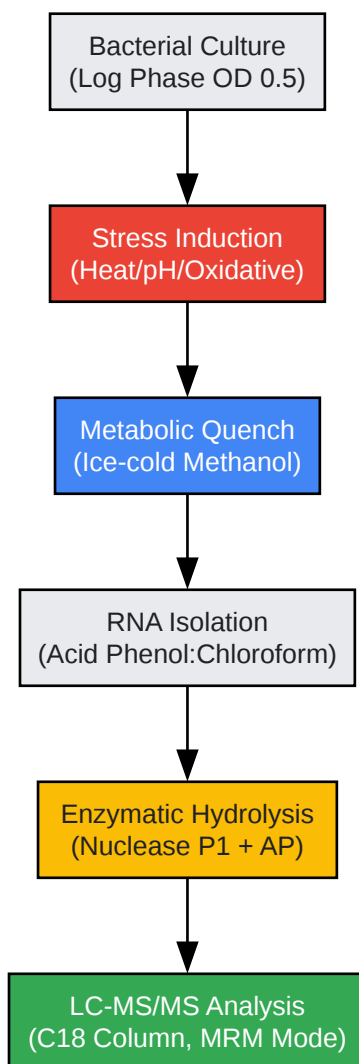 Bacterial Culture
(Log Phase OD 0.5)
Stress Induction
(Heat/pH/Oxidative)
Metabolic Quench
(Ice-cold Methanol)
RNA Isolation
(Acid Phenol:Chloroform)
Enzymatic Hydrolysis
(Nuclease P1 + AP)
LC-MS/MS Analysis
(C18 Column, MRM Mode)